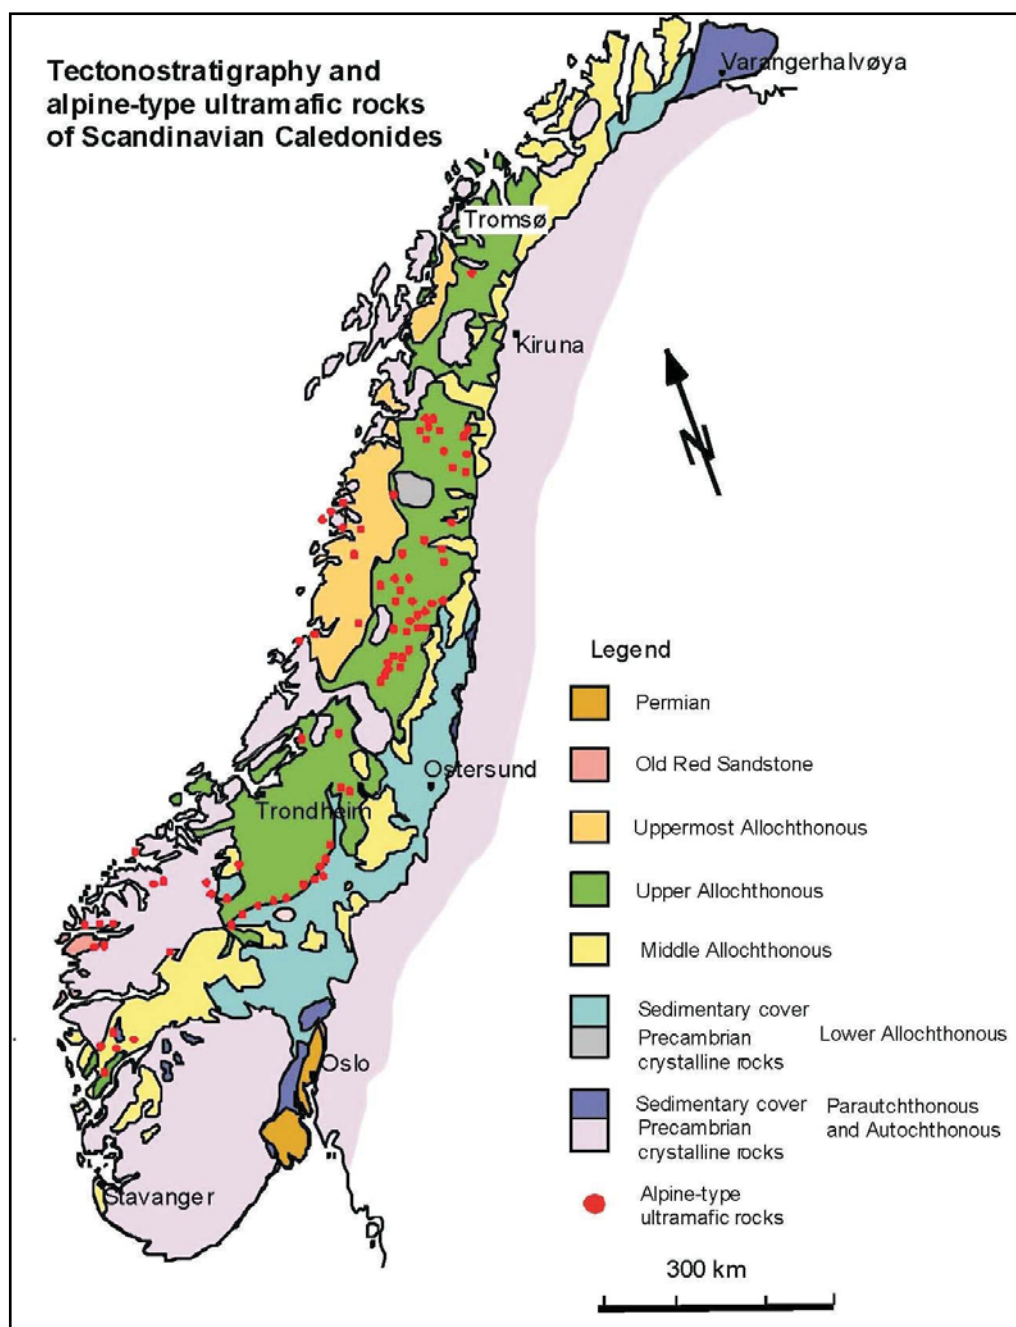 Tectonostratigraphy and
alpine-type ultramafic rocks
of Scandinavian Caledonides
Varangerhalvøya
Tromsø
Kiruna
N
Ostersund
Trondheim
Oslo
Stavanger
D
Legend
Permian
Old Red Sandstone
Uppermost Allochthonous
Upper Allochthonous
Middle Allochthonous
Sedimentary cover
Precambrian
crystalline rocks
Lower Allochthonous
Sedimentary cover
Precambrian
crystalline rocks
Parautchthonous
and Autochthonous
Alpine-type
ultramafic rocks
300 km